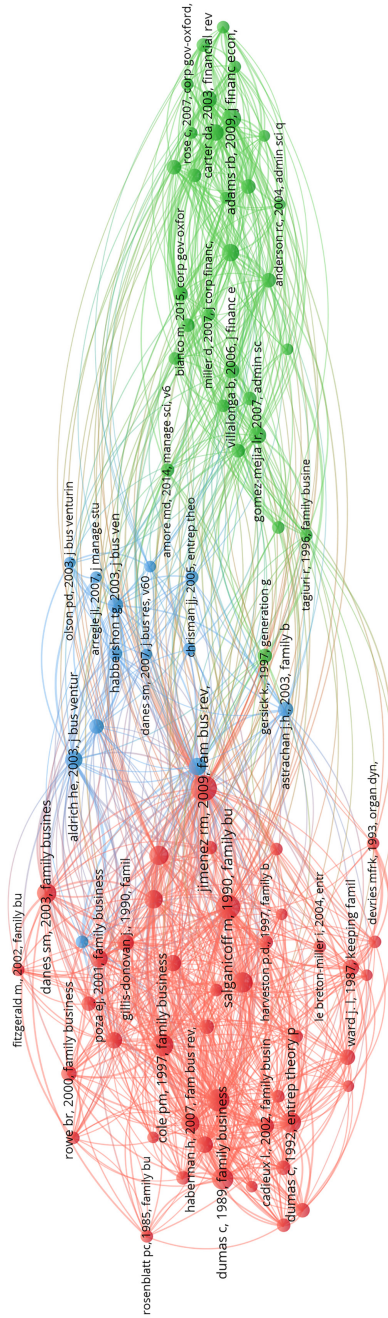 rose c, 2007, corp gov-oxford,
carter da, 2003, financial rev
adams rb, 2009, j financ econ,
anderson rc, 2004, admin sci q
bianco m, 2015, corp gov-oxfor
miller d, 2007, j corp financ,
villalonga b, 2006, j financ e
gomez-mejia lr, 2007, admin sc
amore md, 2014, manage sci, v6
tagiuri r, 1996, family busine
olson pd, 2003, j bus venturin
arregle jl, 2007, j manage stu
habbershon tg, 2003, j bus ven
danes sm, 2007, j bus res, v60
chrisman jj, 2005, entrep theo
gersick k., 1997, generation g
astrachan j.h., 2003, family b
aldrich he, 2003, j bus ventur
jimenez rm, 2009, fam bus rev,
danes sm, 2003, family busines
fitzgerald m., 2002, family bu
poza ej, 2001, family business
gillis-donovan j., 1990, famil
salganicoff m, 1990, family bu
harveston p.d., 1997, family b
le breton-miller i, 2004, entr
devries mfrk, 1993, organ dyn,
ward j. l, 1987, keeping famil
rowe br, 2000, family business
cole pm, 1997, family business
haberman h, 2007, fam bus rev,
dumas c, 1989, family business
cadieux l, 2002, family busin
dumas c, 1992, entrep theory p
rosenblatt pc, 1985, family bu